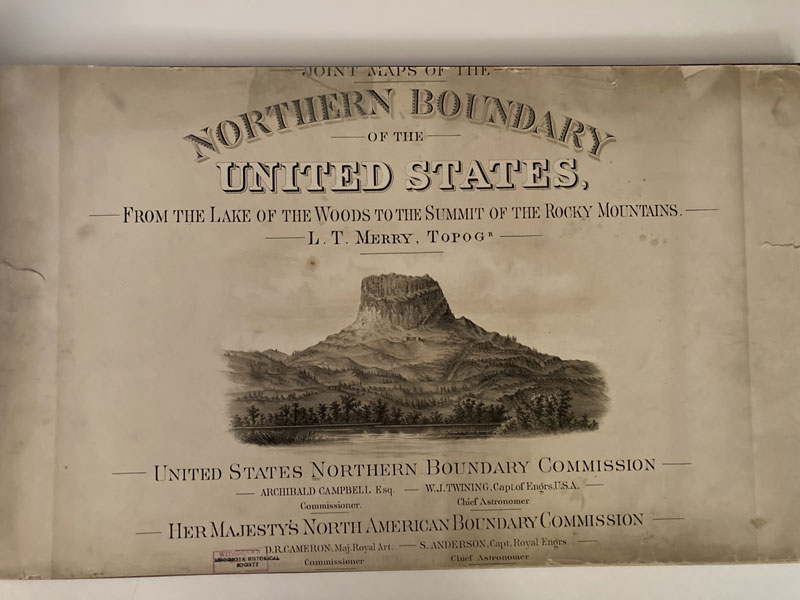 JOINT MAPS OF THE
NORTHERN BOUNDARY
OF THE
UNITED STATES,
FROM THE LAKE OF THE WOODS TO THE SUMMIT OF THE ROCKY MOUNTAINS.
L. T. MERRY, TOPOGR
UNITED STATES NORTHERN BOUNDARY COMMISSION
ARCHIBALD CAMPBELL Esq. — W.J. TWINING, Capt. of Engrs. U.S.A.
Commissioner. Chief Astronomer.
HER MAJESTY'S NORTH AMERICAN BOUNDARY COMMISSION
D.R. CAMERON, Maj. Royal Art. — S. ANDERSON, Capt. Royal Engrs.
Commissioner Chief Astronomer
MINNESOTA HISTORICAL
SOCIETY